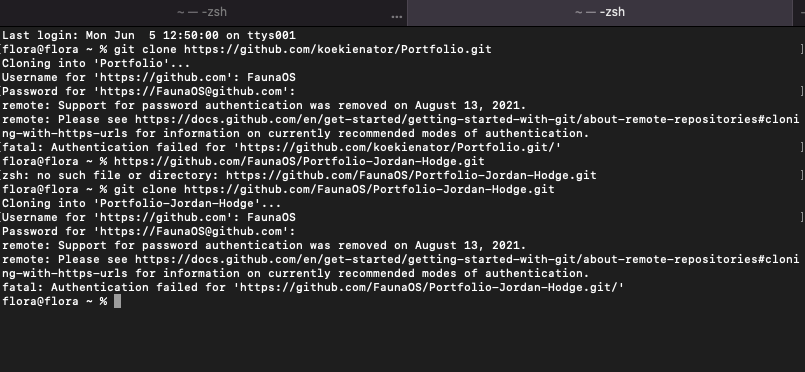 ~ — -zsh
...
~ — -zsh
Last login: Mon Jun  5 12:50:00 on ttys001
[flora@flora ~ % git clone https://github.com/koekienator/Portfolio.git ]
Cloning into 'Portfolio'...
Username for 'https://github.com': FaunaOS
[Password for 'https://FaunaOS@github.com': ]
remote: Support for password authentication was removed on August 13, 2021.
remote: Please see https://docs.github.com/en/get-started/getting-started-with-git/about-remote-repositories#cloni
ng-with-https-urls for information on currently recommended modes of authentication.
fatal: Authentication failed for 'https://github.com/koekienator/Portfolio.git/'
flora@flora ~ % https://github.com/FaunaOS/Portfolio-Jordan-Hodge.git
[zsh: no such file or directory: https://github.com/FaunaOS/Portfolio-Jordan-Hodge.git ]
[flora@flora ~ % git clone https://github.com/FaunaOS/Portfolio-Jordan-Hodge.git ]
Cloning into 'Portfolio-Jordan-Hodge'...
[Username for 'https://github.com': FaunaOS ]
Password for 'https://FaunaOS@github.com':
remote: Support for password authentication was removed on August 13, 2021.
remote: Please see https://docs.github.com/en/get-started/getting-started-with-git/about-remote-repositories#cloni
ng-with-https-urls for information on currently recommended modes of authentication.
fatal: Authentication failed for 'https://github.com/FaunaOS/Portfolio-Jordan-Hodge.git/'
flora@flora ~ %